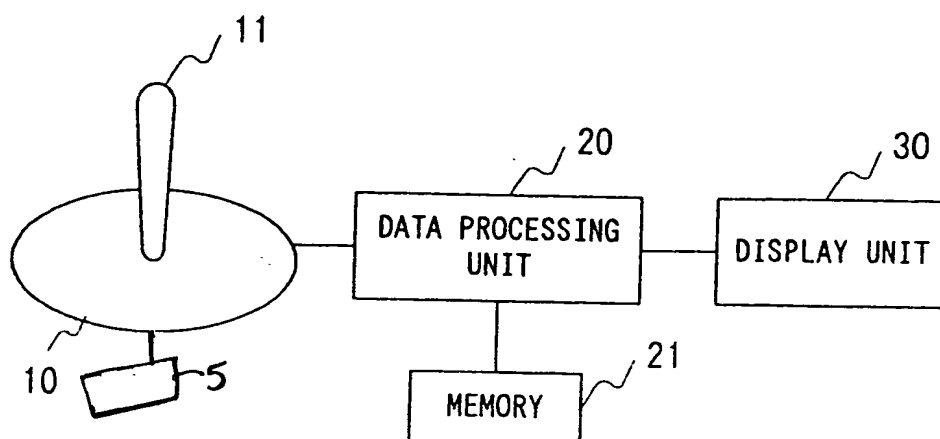 11
20
30
DATA PROCESSING
UNIT
DISPLAY UNIT
10
5
21
MEMORY